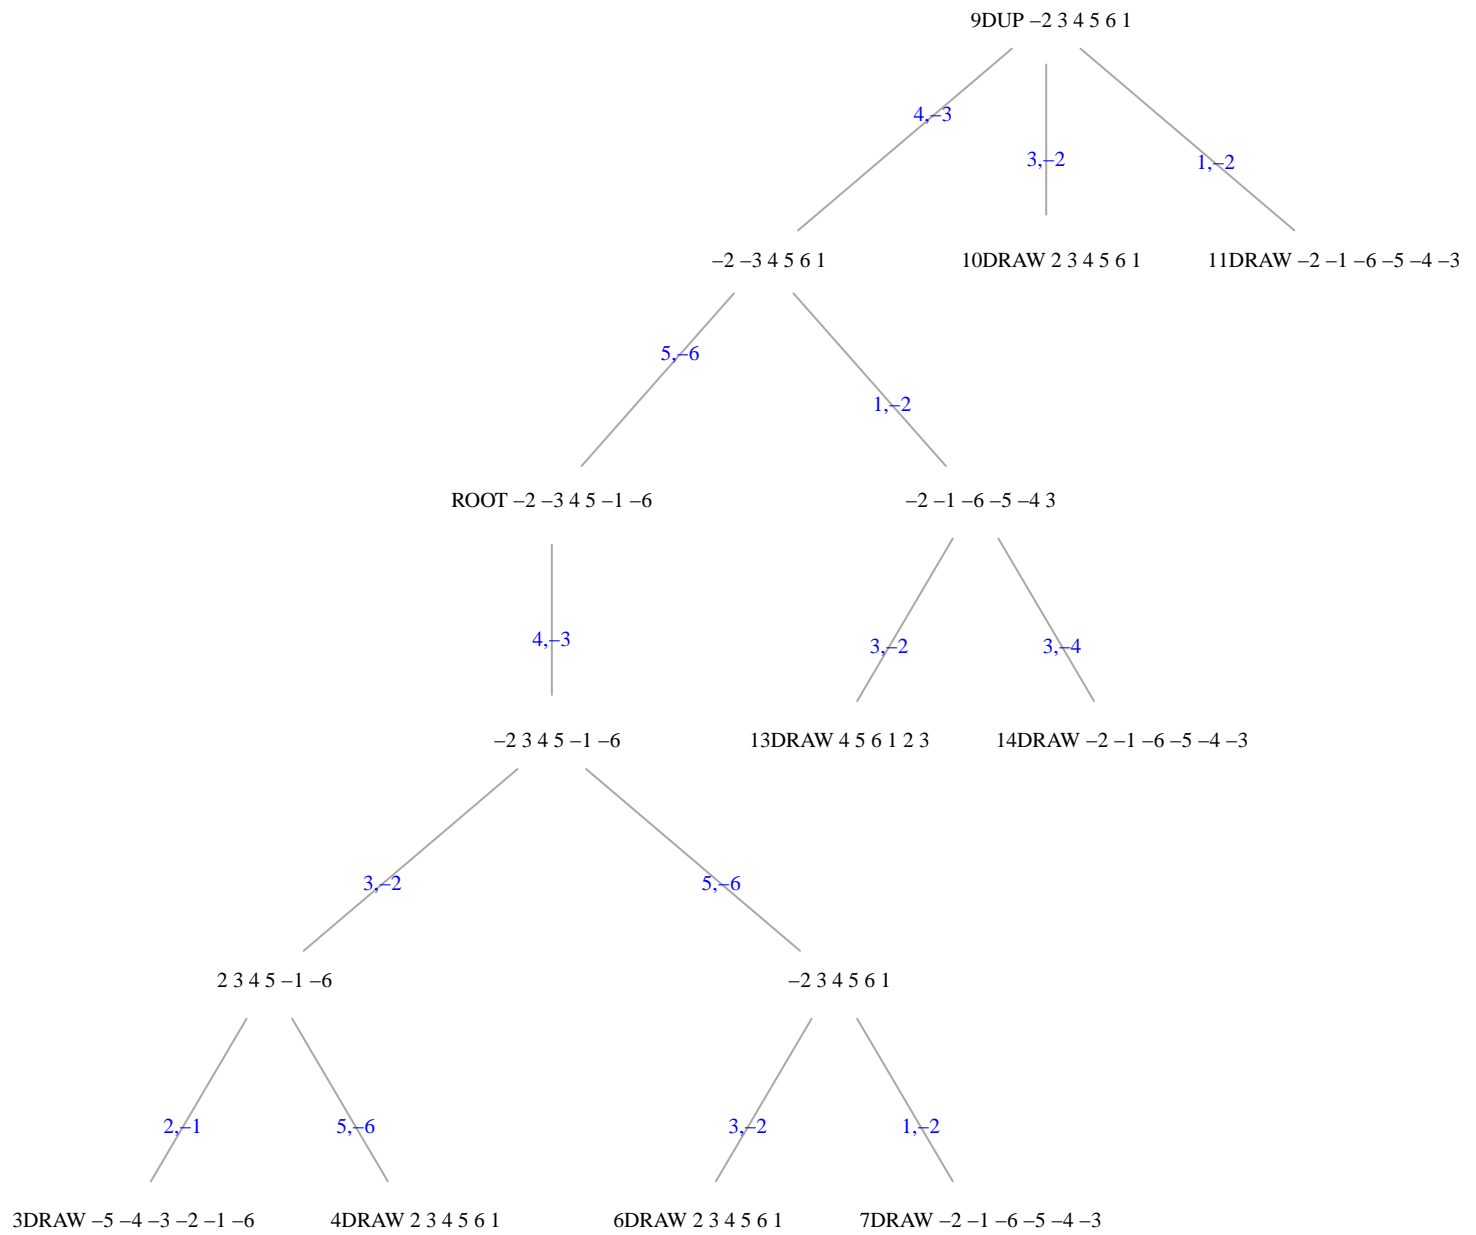 9DUP –2 3 4 5 6 1
4,–3
3,–2
1,–2
–2 –3 4 5 6 1
10DRAW 2 3 4 5 6 1
11DRAW –2 –1 –6 –5 –4 –3
5,–6
1,–2
ROOT –2 –3 4 5 –1 –6
–2 –1 –6 –5 –4 3
4,–3
3,–2
3,–4
–2 3 4 5 –1 –6
13DRAW 4 5 6 1 2 3
14DRAW –2 –1 –6 –5 –4 –3
3,–2
5,–6
2 3 4 5 –1 –6
–2 3 4 5 6 1
2,–1
5,–6
3,–2
1,–2
3DRAW –5 –4 –3 –2 –1 –6
4DRAW 2 3 4 5 6 1
6DRAW 2 3 4 5 6 1
7DRAW –2 –1 –6 –5 –4 –3